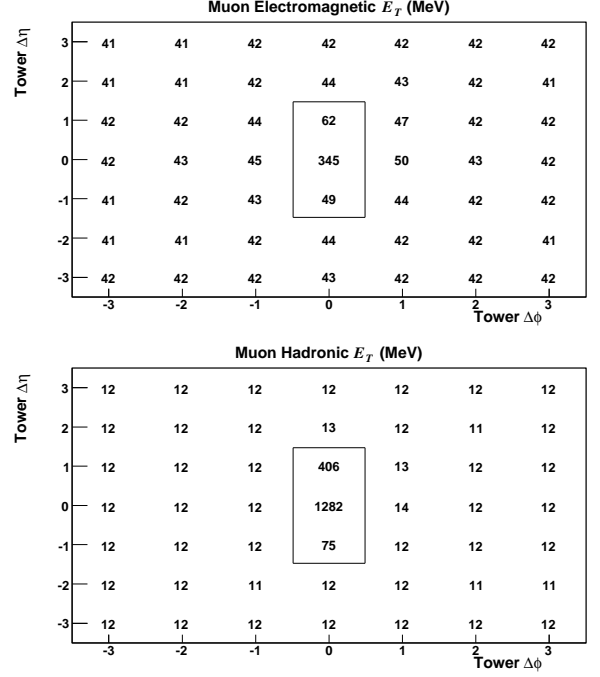 Muon Electromagnetic E_T (MeV)
Tower Δη
3 41 41 42 42 42 42 42
2 41 41 42 44 43 42 41
1 42 42 44 62 47 42 42
0 42 43 45 345 50 43 42
-1 41 42 43 49 44 42 42
-2 41 41 42 44 42 42 41
-3 42 42 42 43 42 42 42
-3 -2 -1 0 1 2 3
Tower Δϕ
Muon Hadronic E_T (MeV)
Tower Δη
3 12 12 12 12 12 12 12
2 12 12 12 13 12 11 12
1 12 12 12 406 13 12 12
0 12 12 12 1282 14 12 12
-1 12 12 12 75 12 12 12
-2 12 12 11 12 12 11 11
-3 12 12 12 12 12 12 12
-3 -2 -1 0 1 2 3
Tower Δϕ